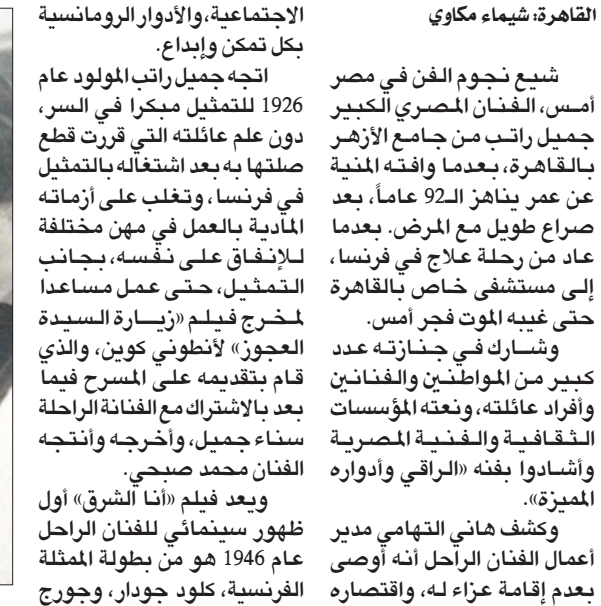 القاهرة: شيماء مكاوي
شيع نجوم الفن في مصر
أمس، الفنان المصري الكبير
جميل راتب من جامع الأزهر
بالقاهرة، بعدما وافته المنية
عن عمر يناهز الـ92 عاماً، بعد
صراع طويل مع المرض. بعدما
عاد من رحلة علاج في فرنسا،
إلى مستشفى خاص بالقاهرة
حتى غيبه الموت فجر أمس.
وشارك في جنازته عدد
كبير من المواطنين والفنانين
وأفراد عائلته، ونعته المؤسسات
الثقافية والفنية المصرية
وأشادوا بفنه «الراقي وأدواره
المميزة».
وكشف هاني التهامي مدير
أعمال الفنان الراحل أنه أوصى
بعدم إقامة عزاء له، واقتصاره
الاجتماعية، والأدوار الرومانسية
بكل تمكن وإبداع.
اتجه جميل راتب المولود عام
1926 للتمثيل مبكرا في السر،
دون علم عائلته التي قررت قطع
صلتها به بعد اشتغاله بالتمثيل
في فرنسا، وتغلب على أزماته
المادية بالعمل في مهن مختلفة
للإنفاق على نفسه، بجانب
التمثيل، حتى عمل مساعدا
لمخرج فيلم «زيارة السيدة
العجوز» لأنطوني كوين، والذي
قام بتقديمه على المسرح فيما
بعد بالاشتراك مع الفنانة الراحلة
سناء جميل، وأخرجه وأنتجه
الفنان محمد صبحي.
ويعد فيلم «أنا الشرق» أول
ظهور سينمائي للفنان الراحل
عام 1946 هو من بطولة الممثلة
الفرنسية، كلود جودار، وجورج